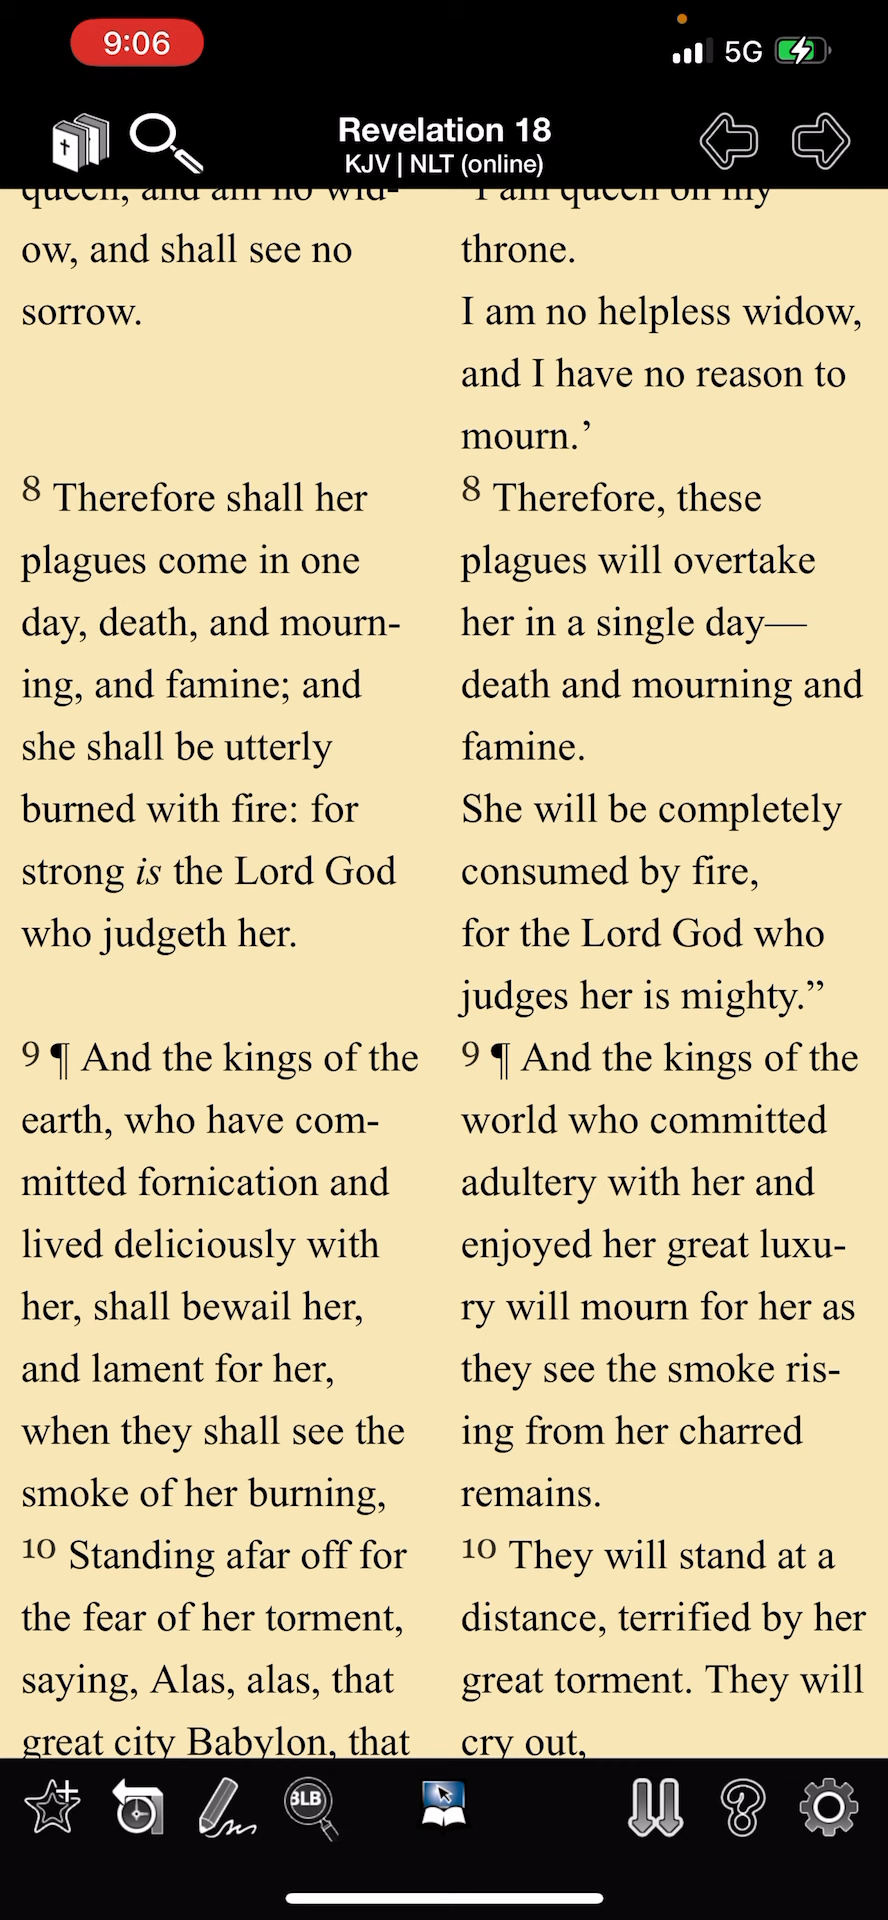 9:06
5G
Revelation 18
KJV | NLT (online)
queen, and am no wid-
ow, and shall see no
sorrow.
8 Therefore shall her
plagues come in one
day, death, and mourn-
ing, and famine; and
she shall be utterly
burned with fire: for
strong is the Lord God
who judgeth her.
9 ¶ And the kings of the
earth, who have com-
mitted fornication and
lived deliciously with
her, shall bewail her,
and lament for her,
when they shall see the
smoke of her burning,
10 Standing afar off for
the fear of her torment,
saying, Alas, alas, that
great city Babylon, that
‘I am queen on my
throne.
I am no helpless widow,
and I have no reason to
mourn.’
8 Therefore, these
plagues will overtake
her in a single day—
death and mourning and
famine.
She will be completely
consumed by fire,
for the Lord God who
judges her is mighty.”
9 ¶ And the kings of the
world who committed
adultery with her and
enjoyed her great luxu-
ry will mourn for her as
they see the smoke ris-
ing from her charred
remains.
10 They will stand at a
distance, terrified by her
great torment. They will
cry out,
BLB